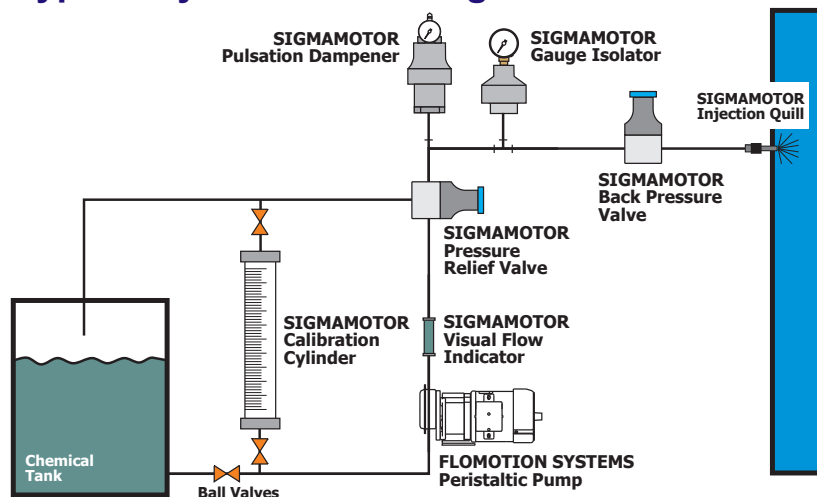 SIGMAMOTOR
Pulsation Dampener
SIGMAMOTOR
Gauge Isolator
SIGMAMOTOR
Injection Quill
SIGMAMOTOR
Back Pressure
Valve
SIGMAMOTOR
Pressure
Relief Valve
SIGMAMOTOR
Calibration
Cylinder
SIGMAMOTOR
Visual Flow
Indicator
Chemical
Tank
Ball Valves
FLOMOTION SYSTEMS
Peristaltic Pump